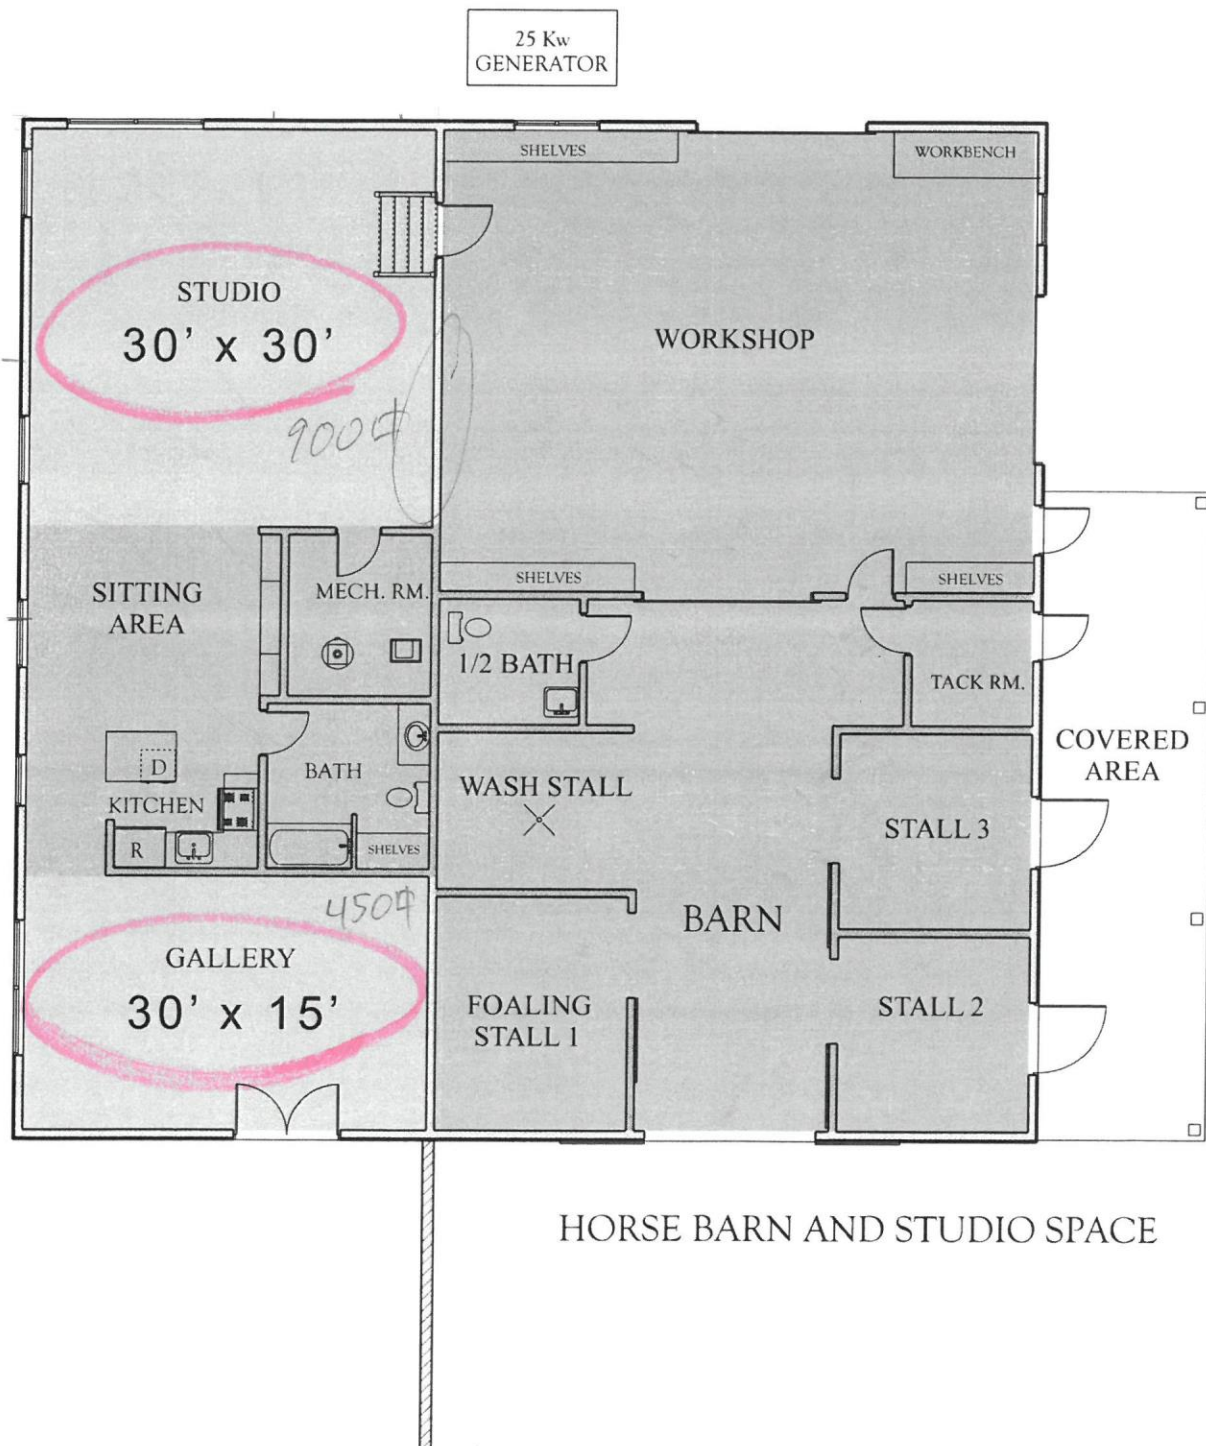 25 Kw
GENERATOR
SHELVES
WORKBENCH
STUDIO
30' x 30'
900⏍
WORKSHOP
SITTING
AREA
MECH. RM.
SHELVES
SHELVES
1/2 BATH
TACK RM.
COVERED
AREA
D
KITCHEN
R
BATH
SHELVES
WASH STALL
STALL 3
450⏍
GALLERY
30' x 15'
BARN
FOALING
STALL 1
STALL 2
HORSE BARN AND STUDIO SPACE